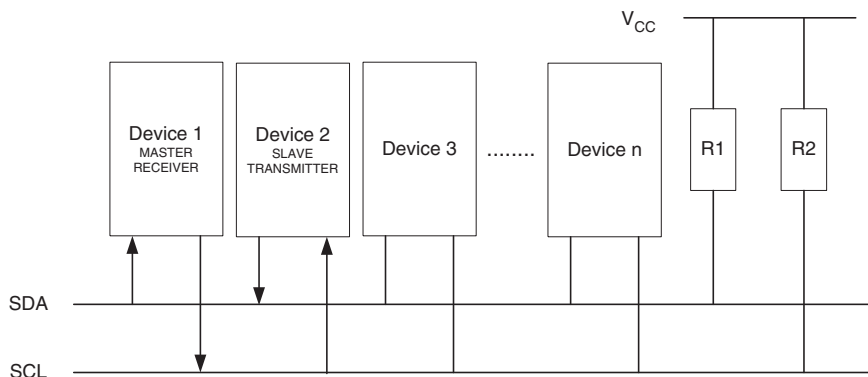 VCC
Device 1
MASTER
RECEIVER
Device 2
SLAVE
TRANSMITTER
Device 3
........
Device n
R1
R2
SDA
SCL